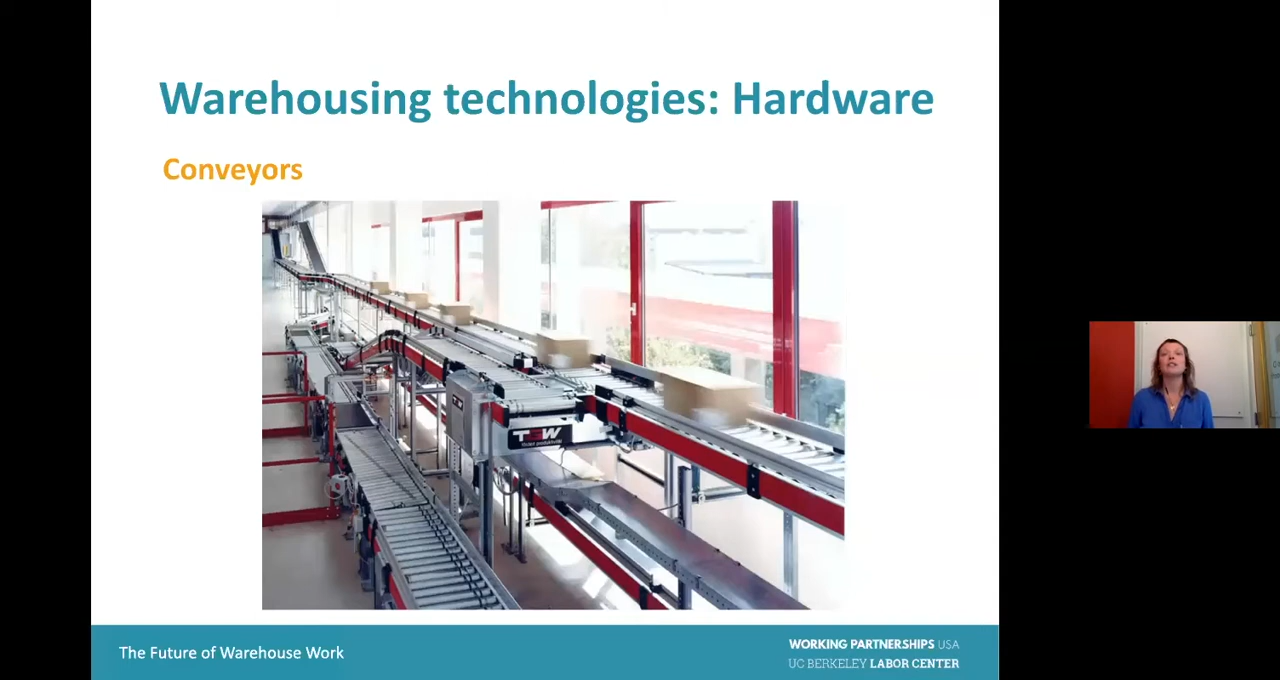 Warehousing technologies: Hardware
Conveyors
TGW
The Future of Warehouse Work
WORKING PARTNERSHIPS USA
UC BERKELEY LABOR CENTER